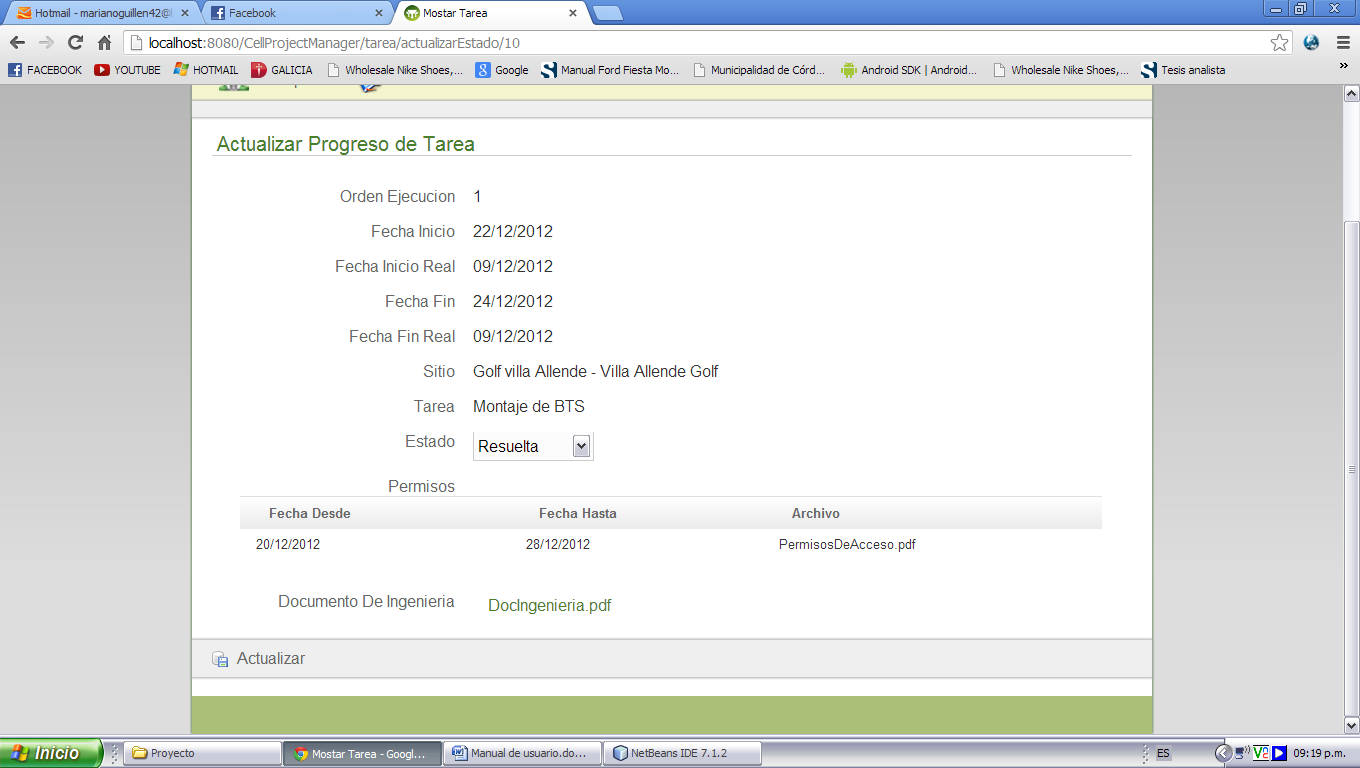 Hotmail - marianoguillen42@
Facebook
Mostar Tarea
localhost:8080/CellProjectManager/tarea/actualizarEstado/10
FACEBOOK YOUTUBE HOTMAIL GALICIA Wholesale Nike Shoes,... Google Manual Ford Fiesta Mo... Municipalidad de Córd... Android SDK | Android... Wholesale Nike Shoes,... Tesis analista »
Actualizar Progreso de Tarea
Orden Ejecucion 1
Fecha Inicio 22/12/2012
Fecha Inicio Real 09/12/2012
Fecha Fin 24/12/2012
Fecha Fin Real 09/12/2012
Sitio Golf villa Allende - Villa Allende Golf
Tarea Montaje de BTS
Estado Resuelta
Permisos
Fecha Desde Fecha Hasta Archivo
20/12/2012 28/12/2012 PermisosDeAcceso.pdf
Documento De Ingenieria DocIngenieria.pdf
Actualizar
Inicio Proyecto Mostar Tarea - Googl... Manual de usuario.do... NetBeans IDE 7.1.2 ES 09:19 p.m.